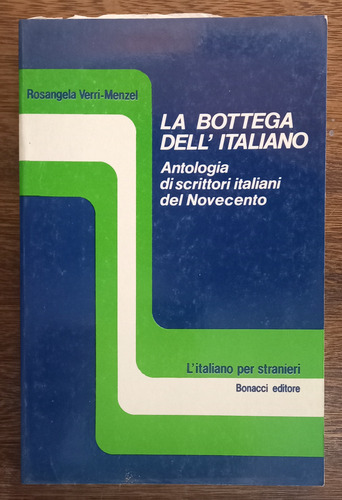 Rosangela Verri-Menzel
LA BOTTEGA
DELL' ITALIANO
Antologia
di scrittori italiani
del Novecento
L'italiano per stranieri
Bonacci editore